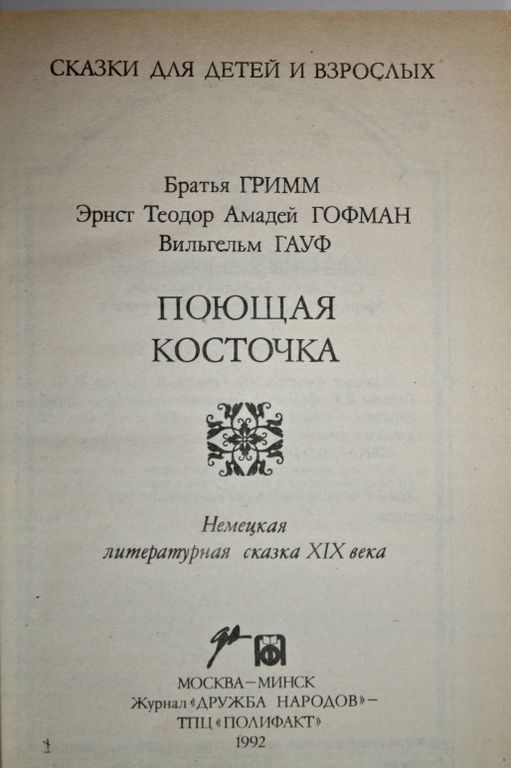 СКАЗКИ ДЛЯ ДЕТЕЙ И ВЗРОСЛЫХ
Братья ГРИММ
Эрнст Теодор Амадей ГОФМАН
Вильгельм ГАУФ
ПОЮЩАЯ
КОСТОЧКА
Немецкая
литературная сказка XIX века
МОСКВА—МИНСК
Журнал «ДРУЖБА НАРОДОВ»—
ТПЦ «ПОЛИФАКТ»
1992